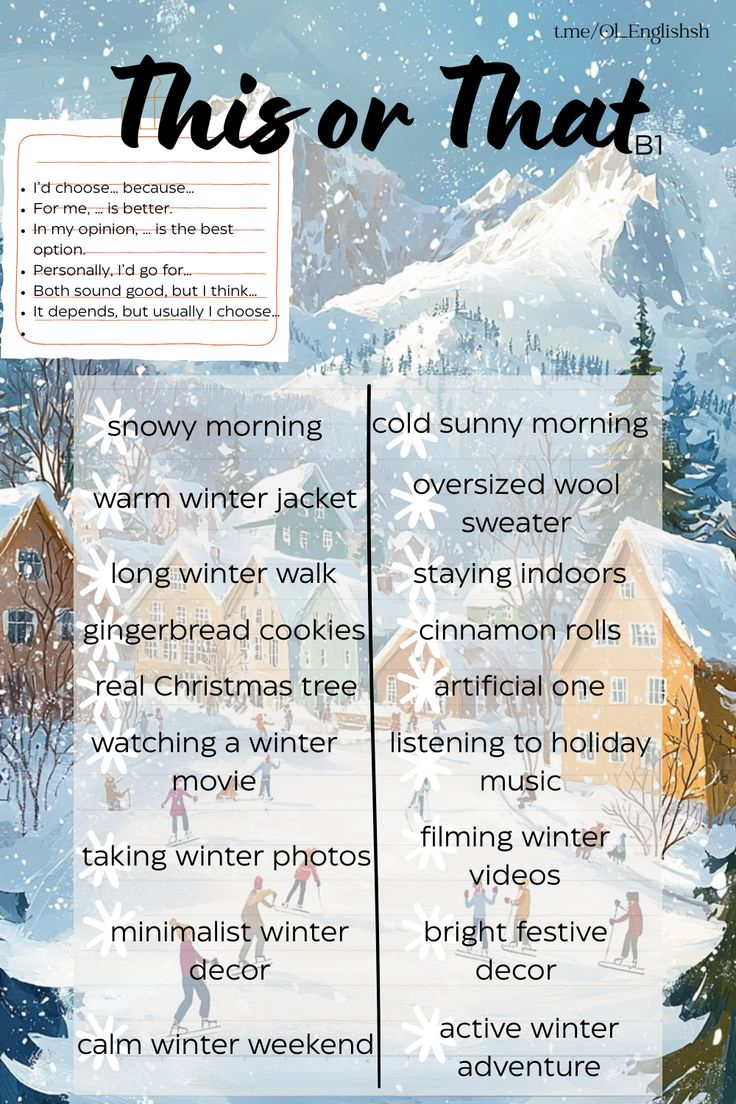 t.me/Ol_Englishsh
This or That
B1
• I'd choose... because...
• For me, ... is better.
• In my opinion, ... is the best
option.
• Personally, I'd go for...
• Both sound good, but I think...
• It depends, but usually I choose...
•
snowy morning
cold sunny morning
warm winter jacket
oversized wool
sweater
long winter walk
staying indoors
gingerbread cookies
cinnamon rolls
real Christmas tree
artificial one
watching a winter
movie
listening to holiday
music
taking winter photos
filming winter
videos
minimalist winter
decor
bright festive
decor
calm winter weekend
active winter
adventure